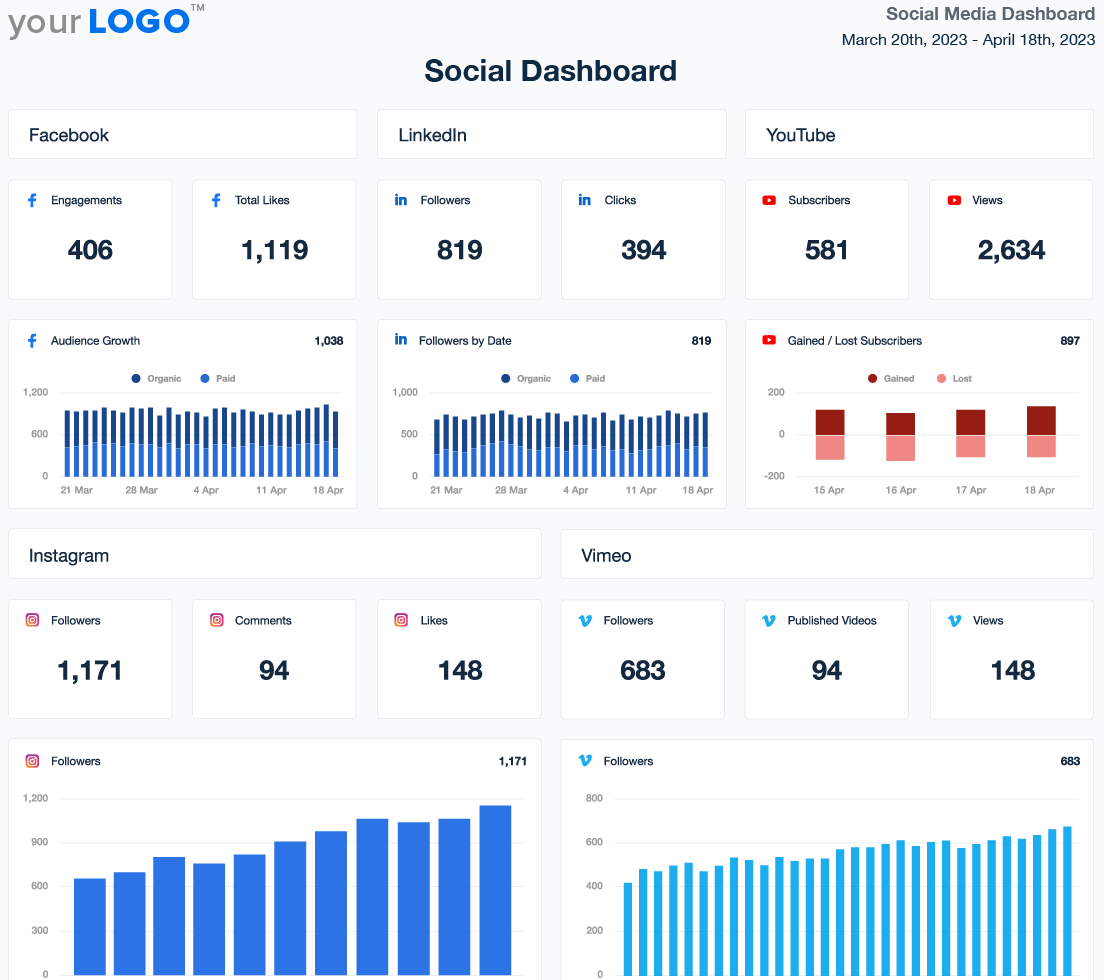 your LOGO™
Social Media Dashboard
March 20th, 2023 - April 18th, 2023
Social Dashboard
Facebook
LinkedIn
YouTube
Engagements
406
Total Likes
1,119
Followers
819
Clicks
394
Subscribers
581
Views
2,634
Audience Growth 1,038
Organic Paid
1,200
600
0
21 Mar 28 Mar 4 Apr 11 Apr 18 Apr
Followers by Date 819
Organic Paid
1,000
500
0
21 Mar 28 Mar 4 Apr 11 Apr 18 Apr
Gained / Lost Subscribers 897
Gained Lost
200
0
-200
15 Apr 16 Apr 17 Apr 18 Apr
Instagram
Vimeo
Followers
1,171
Comments
94
Likes
148
Followers
683
Published Videos
94
Views
148
Followers 1,171
1,200
900
600
300
0
Followers 683
800
600
400
200
0